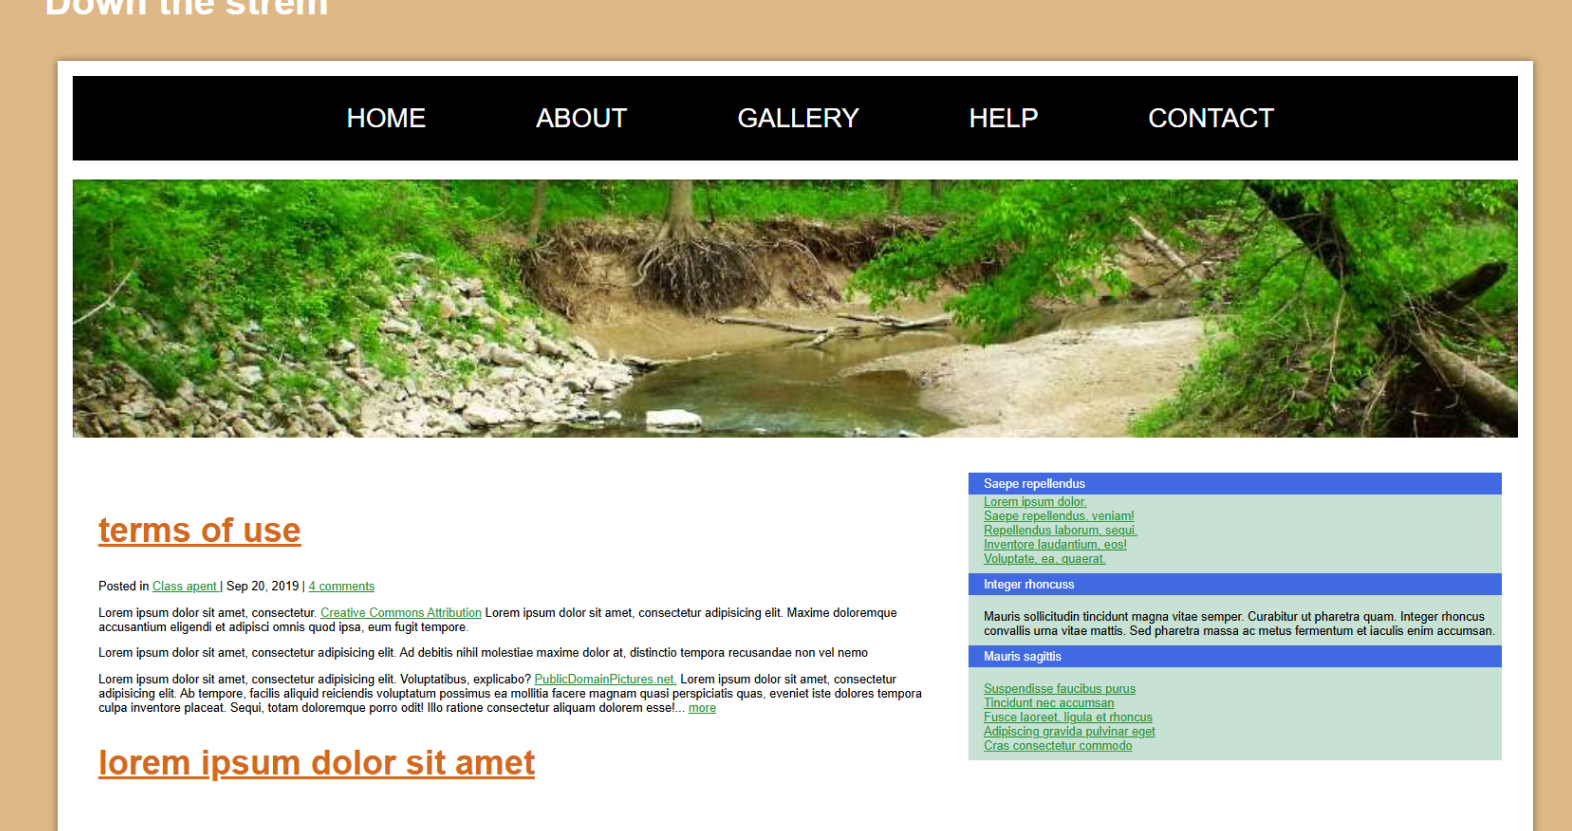 Down the strem
HOME ABOUT GALLERY HELP CONTACT
terms of use
Posted in Class apent | Sep 20, 2019 | 4 comments
Lorem ipsum dolor sit amet, consectetur. Creative Commons Attribution Lorem ipsum dolor sit amet, consectetur adipisicing elit. Maxime doloremque
accusantium eligendi et adipisci omnis quod ipsa, eum fugit tempore.
Lorem ipsum dolor sit amet, consectetur adipisicing elit. Ad debitis nihil molestiae maxime dolor at, distinctio tempora recusandae non vel nemo
Lorem ipsum dolor sit amet, consectetur adipisicing elit. Voluptatibus, explicabo? PublicDomainPictures.net. Lorem ipsum dolor sit amet, consectetur
adipisicing elit. Ab tempore, facilis aliquid reiciendis voluptatum possimus ea mollitia facere magnam quasi perspiciatis quas, eveniet iste dolores tempora
culpa inventore placeat. Sequi, totam doloremque porro odit! Illo ratione consectetur aliquam dolorem esse!... more
lorem ipsum dolor sit amet
Saepe repellendus
Lorem ipsum dolor.
Saepe repellendus, veniam!
Repellendus laborum, sequi.
Inventore laudantium, eos!
Voluptate, ea, quaerat.
Integer rhoncuss
Mauris sollicitudin tincidunt magna vitae semper. Curabitur ut pharetra quam. Integer rhoncus
convallis urna vitae mattis. Sed pharetra massa ac metus fermentum et iaculis enim accumsan.
Mauris sagittis
Suspendisse faucibus purus
Tincidunt nec accumsan
Fusce laoreet, ligula et rhoncus
Adipiscing gravida pulvinar eget
Cras consectetur commodo